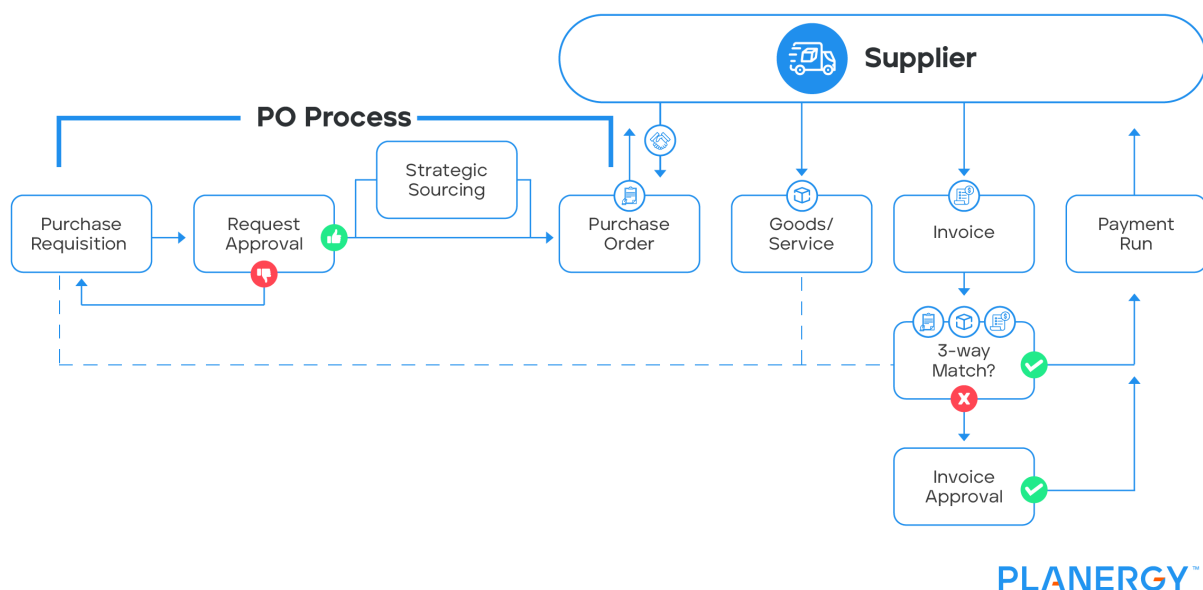 Supplier
PO Process
Strategic
Sourcing
Purchase
Requisition
Request
Approval
Purchase
Order
Goods/
Service
Invoice
Payment
Run
3-way
Match?
Invoice
Approval
PLANERGY™